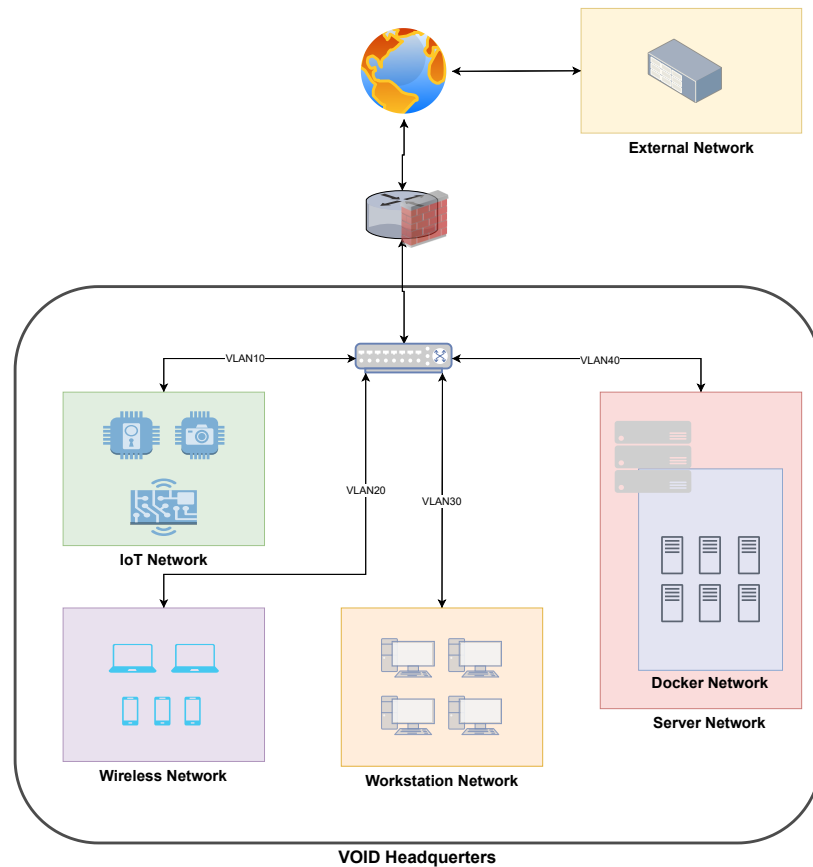 External Network
VLAN10
VLAN40
VLAN20
VLAN30
IoT Network
Docker Network
Server Network
Wireless Network
Workstation Network
VOID Headquerters